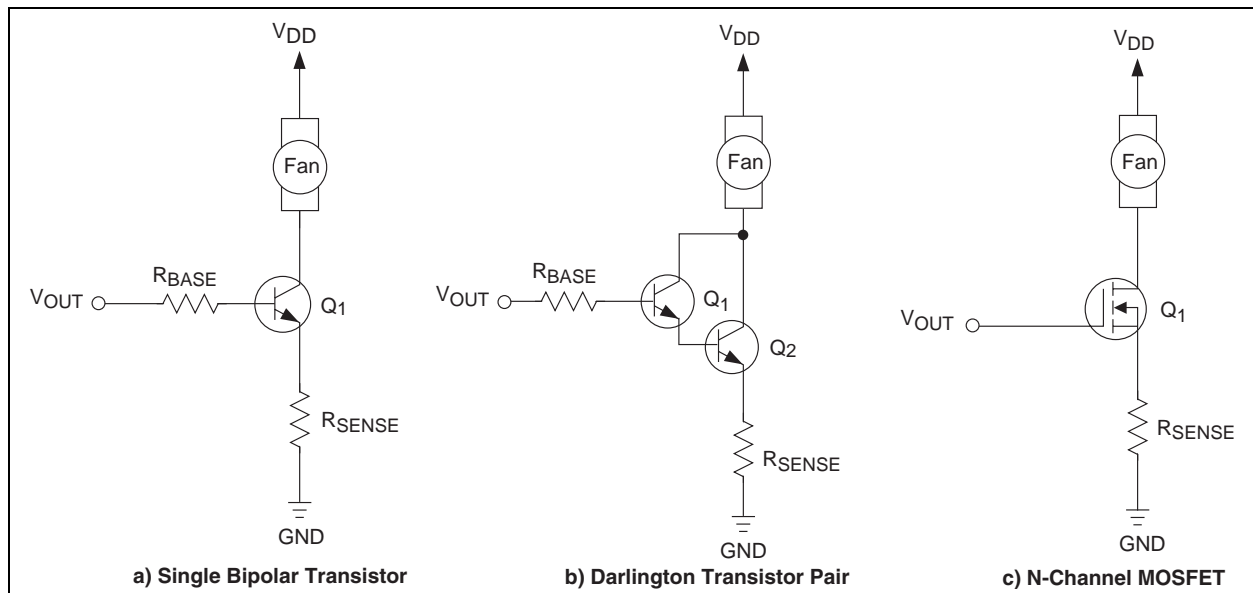 VDD
Fan
RBASE
VOUT
Q1
RSENSE
GND
a) Single Bipolar Transistor
VDD
Fan
RBASE
VOUT
Q1
Q2
RSENSE
GND
b) Darlington Transistor Pair
VDD
Fan
VOUT
Q1
RSENSE
GND
c) N-Channel MOSFET